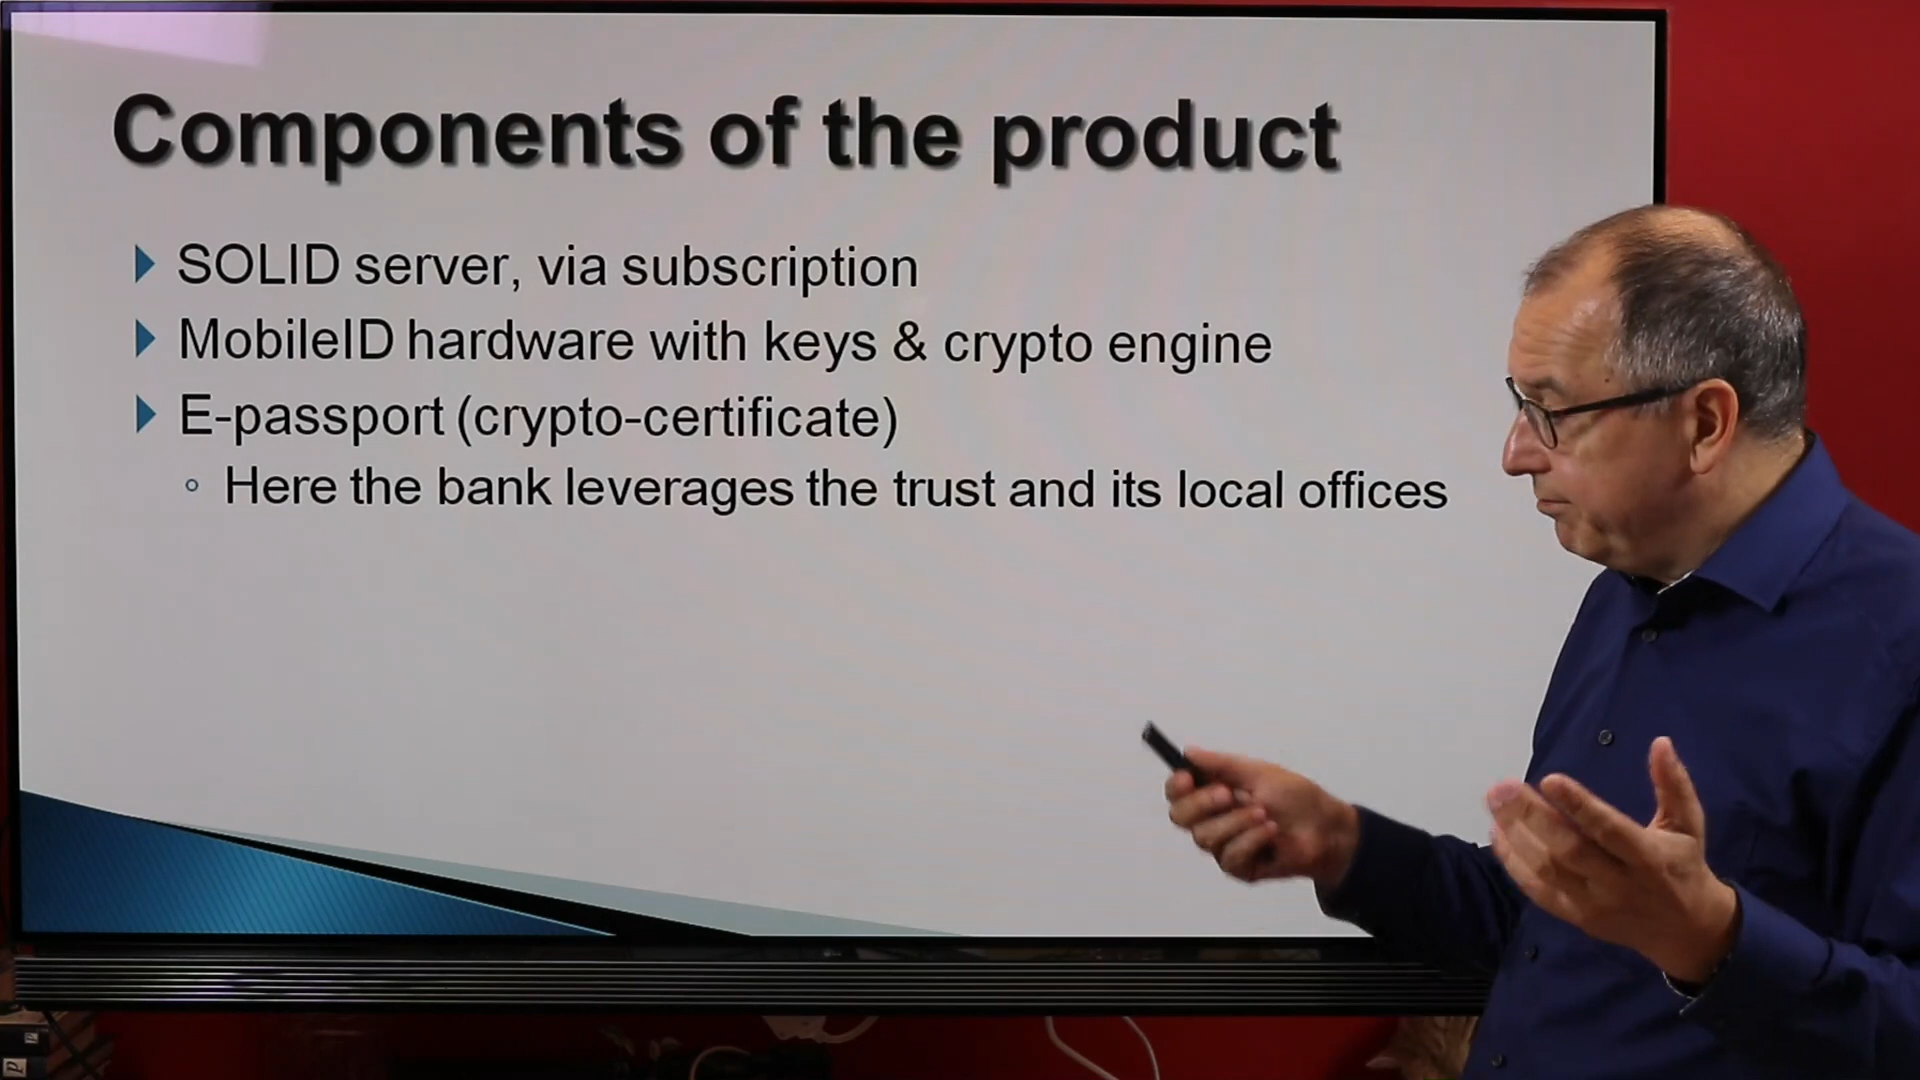 Components of the product
SOLID server, via subscription
MobileID hardware with keys & crypto engine
E-passport (crypto-certificate)
Here the bank leverages the trust and its local offices